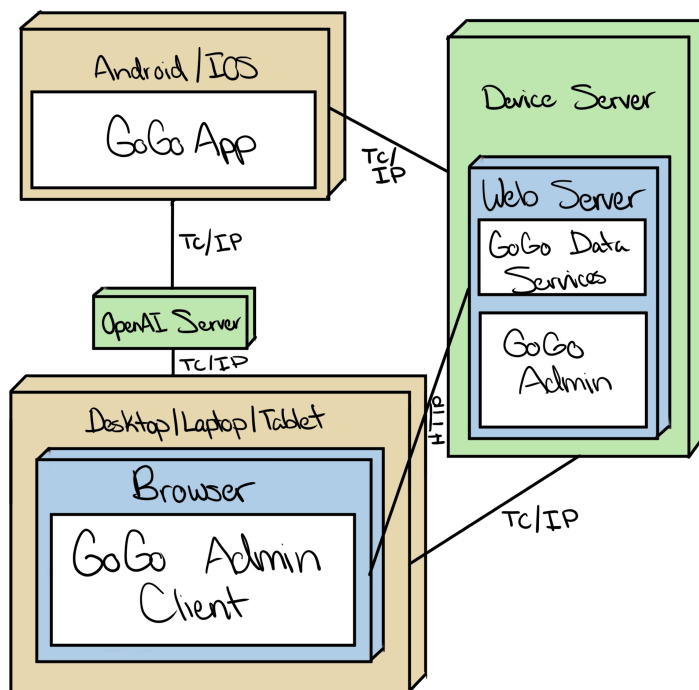 Android/IOS
GoGo App
Tc/
IP
Device Server
Web Server
GoGo Data
Services
GoGo
Admin
Tc/IP
OpenAI Server
Tc/IP
Desktop/Laptop/Tablet
Browser
GoGo Admin
Client
HTTP
Tc/IP